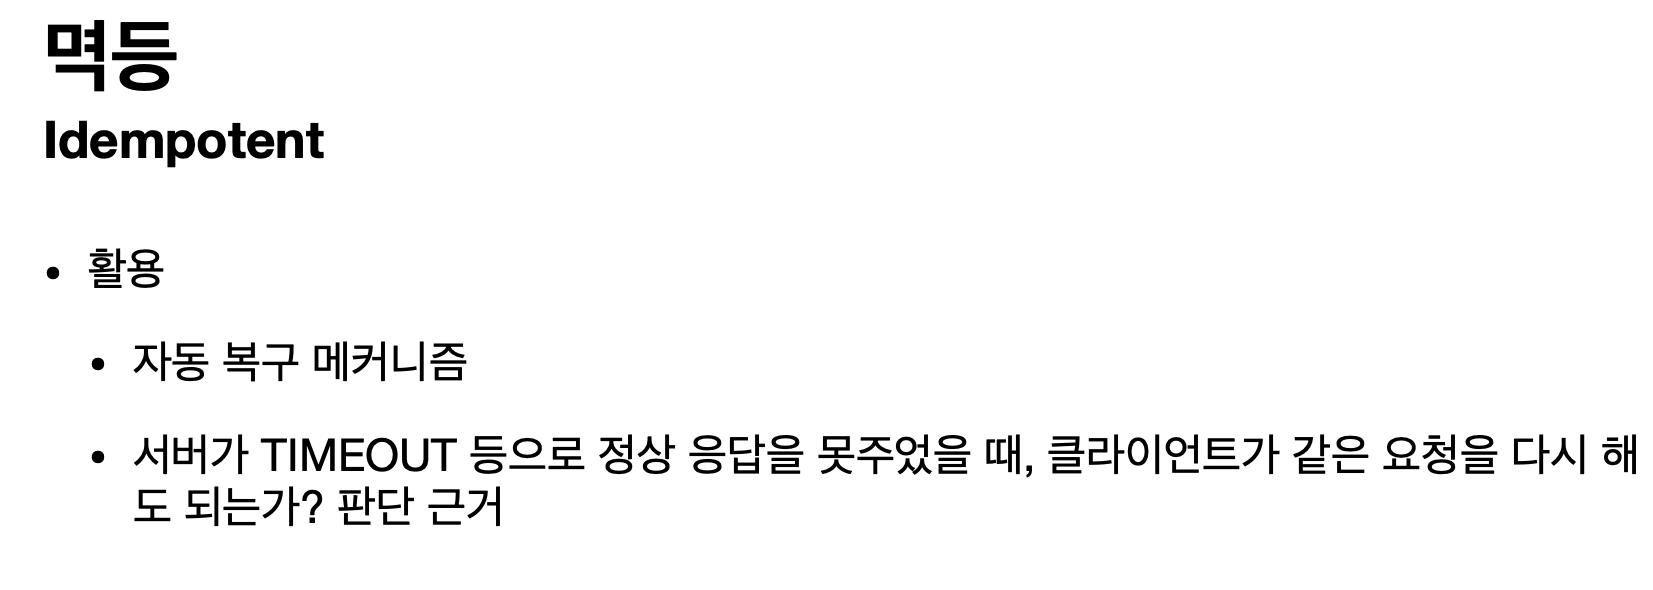 멱등
Idempotent
• 활용
• 자동 복구 메커니즘
• 서버가 TIMEOUT 등으로 정상 응답을 못주었을 때, 클라이언트가 같은 요청을 다시 해
도 되는가? 판단 근거